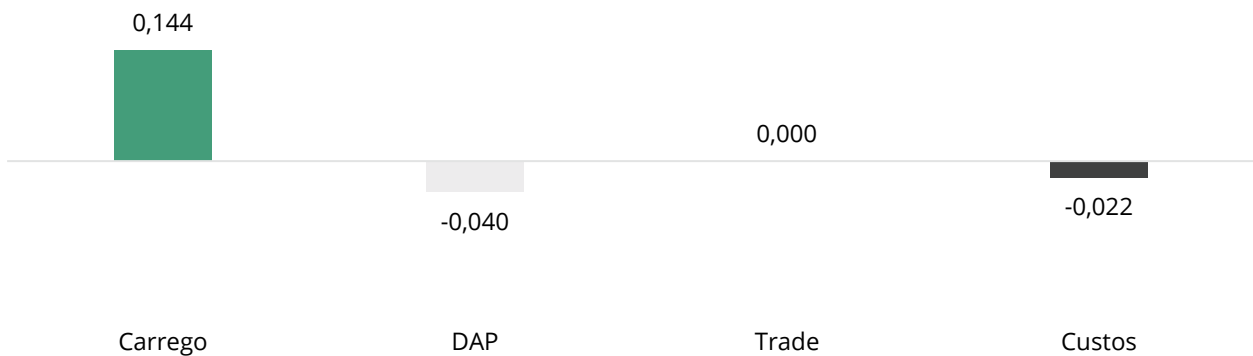 0,144
0,000
-0,040
-0,022
Carrego
DAP
Trade
Custos